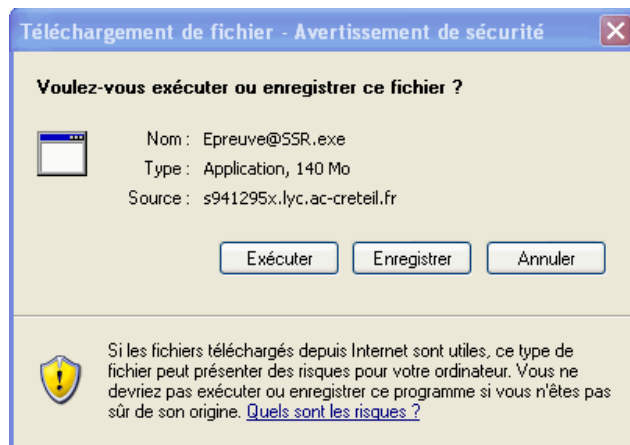 Téléchargement de fichier - Avertissement de sécurité
Voulez-vous exécuter ou enregistrer ce fichier ?
Nom : Epreuve@SSR.exe
Type : Application, 140 Mo
Source : s941295x.lyc.ac-creteil.fr
Exécuter Enregistrer Annuler
Si les fichiers téléchargés depuis Internet sont utiles, ce type de
fichier peut présenter des risques pour votre ordinateur. Vous ne
devriez pas exécuter ou enregistrer ce programme si vous n'êtes pas
sûr de son origine. Quels sont les risques ?